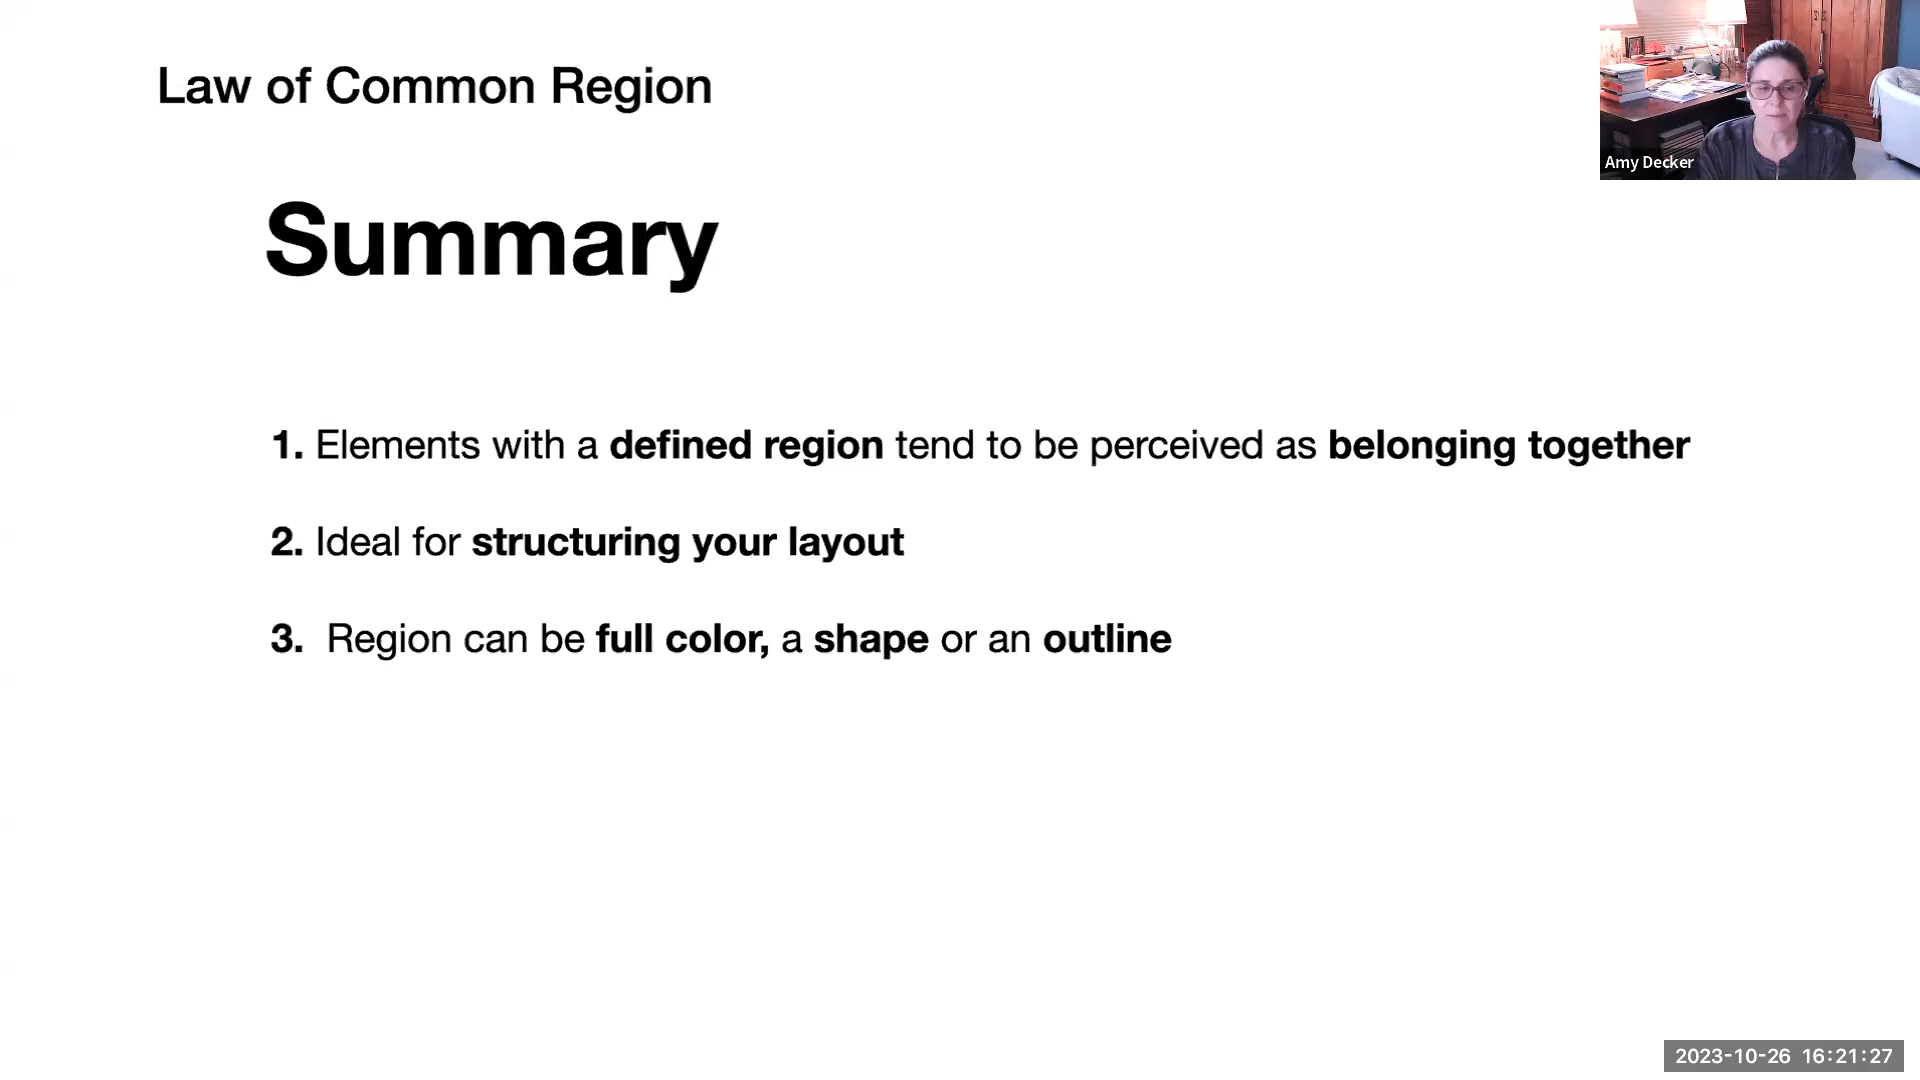 Law of Common Region
Amy Decker
Summary
1. Elements with a defined region tend to be perceived as belonging together
2. Ideal for structuring your layout
3. Region can be full color, a shape or an outline
2023-10-26 16:21:27